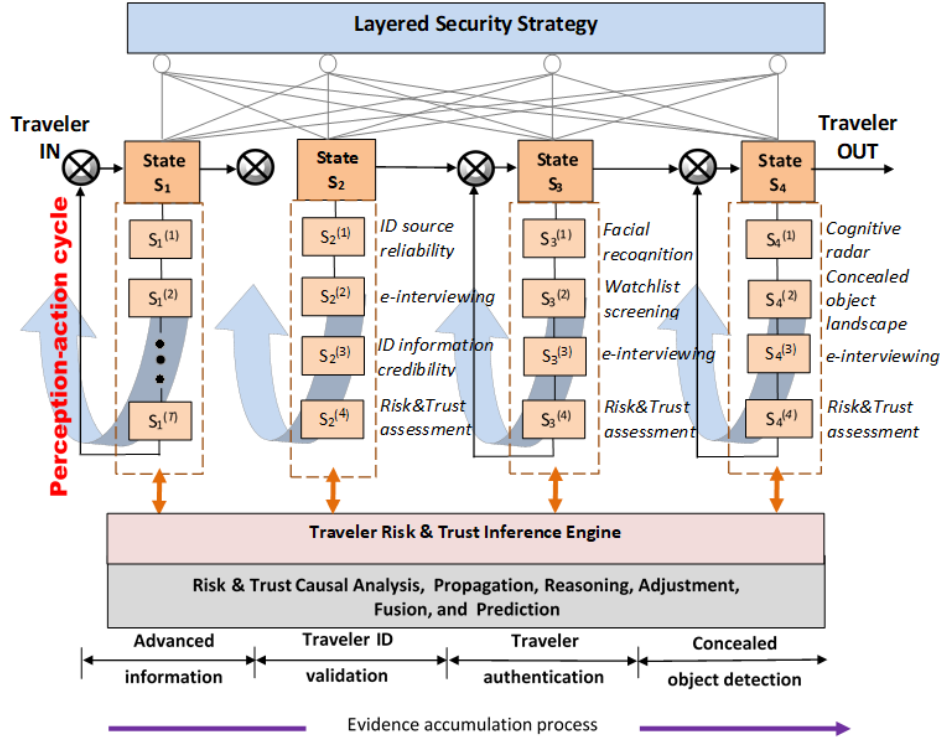 Layered Security Strategy
Traveler
IN
Traveler
OUT
State
S₁
State
S₂
State
S₃
State
S₄
Perception-action cycle
S₁⁽¹⁾
S₁⁽²⁾
S₁⁽⁷⁾
S₂⁽¹⁾
ID source
reliability
S₂⁽²⁾
e-interviewing
S₂⁽³⁾
ID information
credibility
S₂⁽⁴⁾
Risk&Trust
assessment
S₃⁽¹⁾
Facial
recognition
S₃⁽²⁾
Watchlist
screening
S₃⁽³⁾
e-interviewing
S₃⁽⁴⁾
Risk&Trust
assessment
S₄⁽¹⁾
Cognitive
radar
S₄⁽²⁾
Concealed
object
landscape
S₄⁽³⁾
e-interviewing
S₄⁽⁴⁾
Risk&Trust
assessment
Traveler Risk & Trust Inference Engine
Risk & Trust Causal Analysis, Propagation, Reasoning, Adjustment,
Fusion, and Prediction
Advanced
information
Traveler ID
validation
Traveler
authentication
Concealed
object detection
Evidence accumulation process